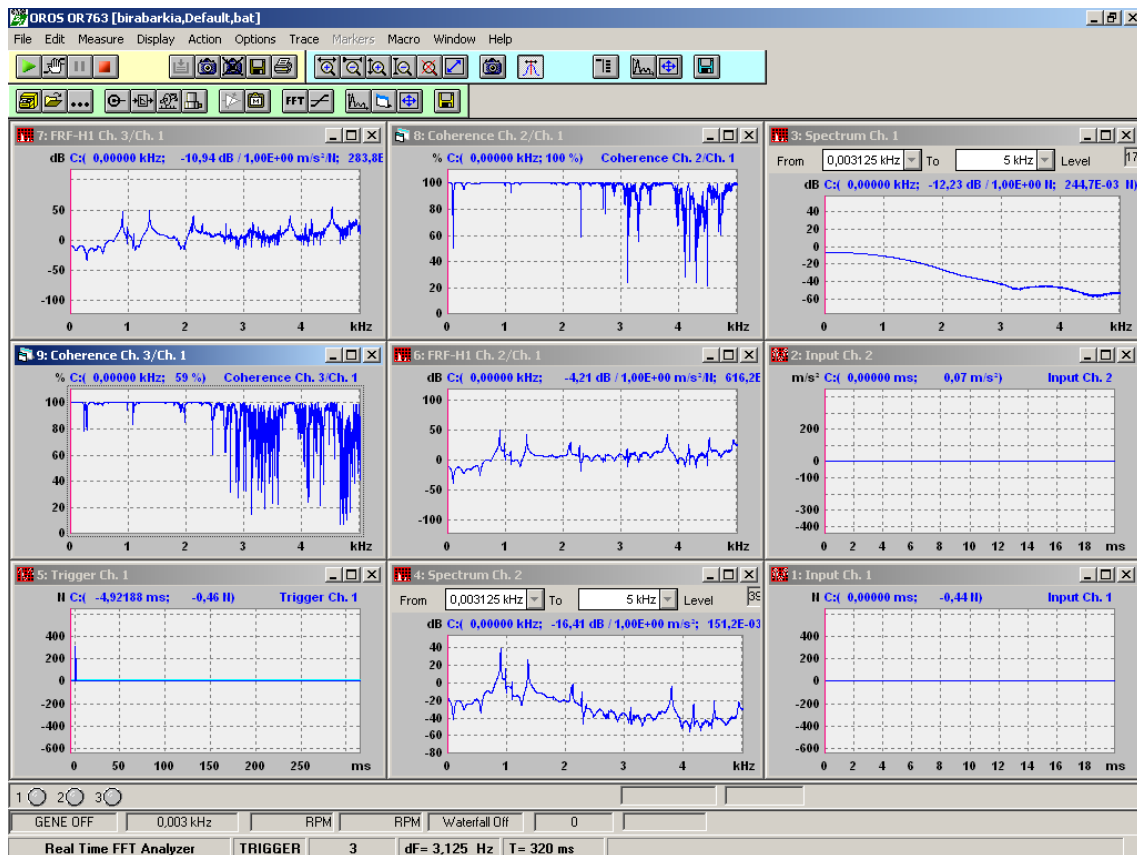 OROS OR763 [birabarkia,Default,bat]
File Edit Measure Display Action Options Trace Markers Macro Window Help
FFT
7: FRF-H1 Ch. 3/Ch. 1
dB C:( 0,00000 kHz; -10,94 dB / 1,00E+00 m/s²/N; 283,8E
50
0
-50
-100
0 1 2 3 4 kHz
8: Coherence Ch. 2/Ch. 1
% C:( 0,00000 kHz; 100 %) Coherence Ch. 2/Ch. 1
100
80
60
40
20
0
0 1 2 3 4 kHz
3: Spectrum Ch. 1
From 0,003125 kHz To 5 kHz Level 17
dB C:( 0,00000 kHz; -12,23 dB / 1,00E+00 N; 244,7E-03 N)
40
20
0
-20
-40
-60
0 1 2 3 4 kHz
9: Coherence Ch. 3/Ch. 1
% C:( 0,00000 kHz; 59 %) Coherence Ch. 3/Ch. 1
100
80
60
40
20
0
0 1 2 3 4 kHz
6: FRF-H1 Ch. 2/Ch. 1
dB C:( 0,00000 kHz; -4,21 dB / 1,00E+00 m/s²/N; 616,2E
100
50
0
-50
-100
0 1 2 3 4 kHz
2: Input Ch. 2
m/s² C:( 0,00000 ms; 0,07 m/s²) Input Ch. 2
200
0
-100
-300
-400
0 2 4 6 8 10 12 14 16 18 ms
5: Trigger Ch. 1
N C:( -4,92188 ms; -0,46 N) Trigger Ch. 1
400
200
0
-200
-400
-600
0 50 100 150 200 250 ms
4: Spectrum Ch. 2
From 0,003125 kHz To 5 kHz Level 39
dB C:( 0,00000 kHz; -16,41 dB / 1,00E+00 m/s²; 151,2E-03
40
20
0
-20
-40
-60
-80
0 1 2 3 4 kHz
1: Input Ch. 1
N C:( 0,00000 ms; -0,44 N) Input Ch. 1
400
200
0
-200
-400
-600
0 2 4 6 8 10 12 14 16 18 ms
1 2 3
GENE OFF 0,003 kHz RPM RPM Waterfall Off 0
Real Time FFT Analyzer TRIGGER 3 dF= 3,125 Hz T= 320 ms